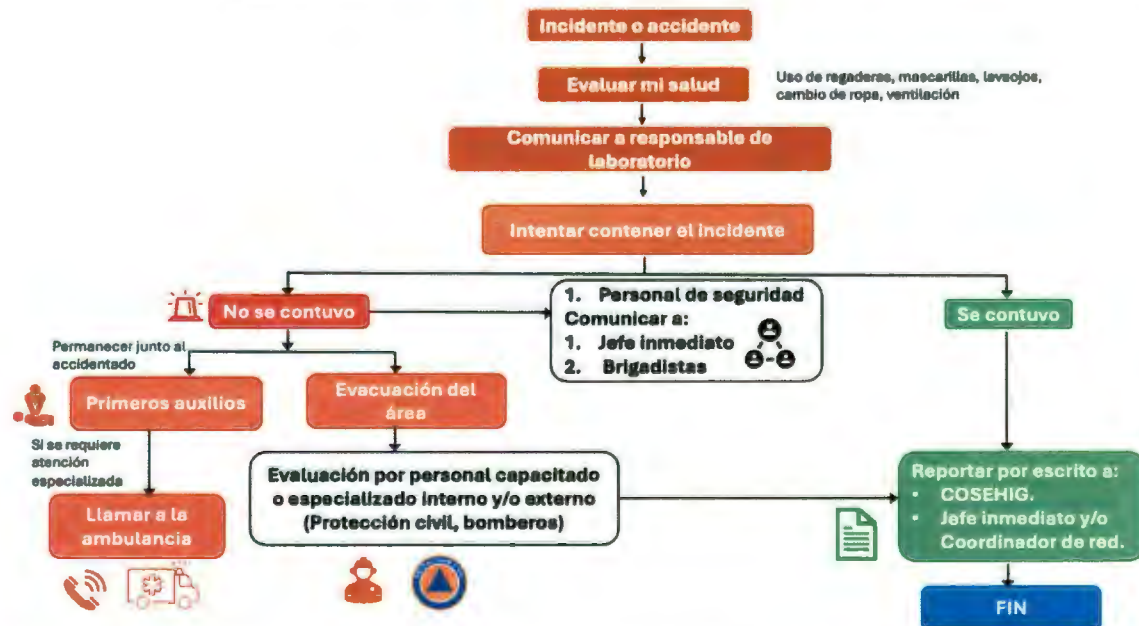 Incidente o accidente
Evaluar mi salud
Uso de regaderas, mascarillas, lavaojos,
cambio de ropa, ventilación
Comunicar a responsable de
laboratorio
Intentar contener el incidente
No se contuvo
1. Personal de seguridad
Comunicar a:
1. Jefe inmediato
2. Brigadistas
Se contuvo
Permanecer junto al
accidentado
Primeros auxilios
Evacuación del
área
Si se requiere
atención
especializada
Llamar a la
ambulancia
Evaluación por personal capacitado
o especializado interno y/o externo
(Protección civil, bomberos)
Reportar por escrito a:
• COSEHIG.
• Jefe inmediato y/o
Coordinador de red.
FIN